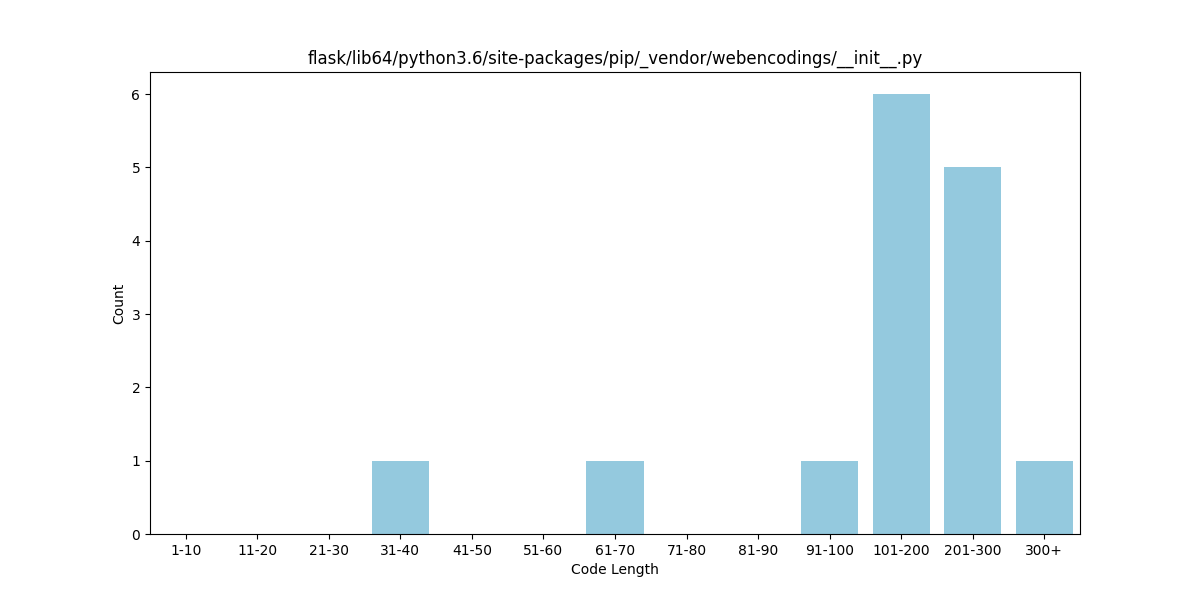 flask/lib64/python3.6/site-packages/pip/_vendor/webencodings/__init__.py
6
5
4
3
2
1
0
Count
1-10 11-20 21-30 31-40 41-50 51-60 61-70 71-80 81-90 91-100 101-200 201-300 300+
Code Length